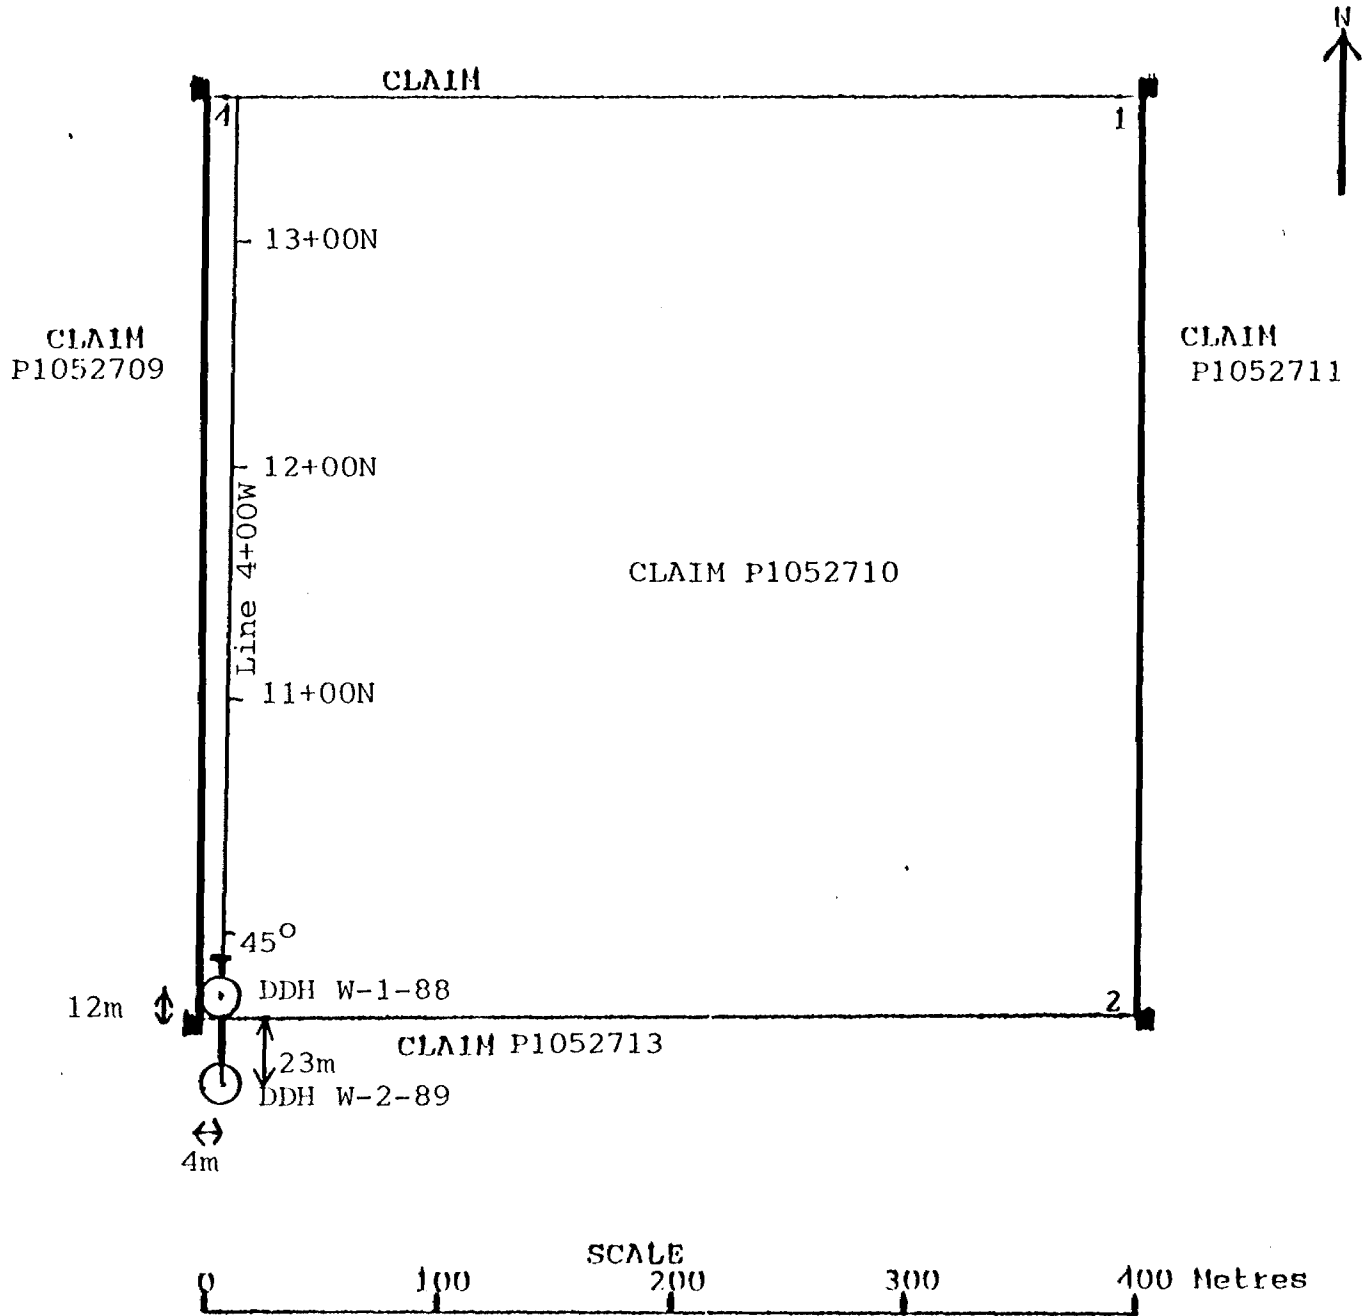 N
CLAIM
4
1
13+00N
CLAIM
P1052709
CLAIM
P1052711
12+00N
Line 4+00W
CLAIM P1052710
11+00N
45°
12m
DDH W-1-88
2
CLAIM P1052713
23m
DDH W-2-89
4m
SCALE
0 100 200 300 400 Metres